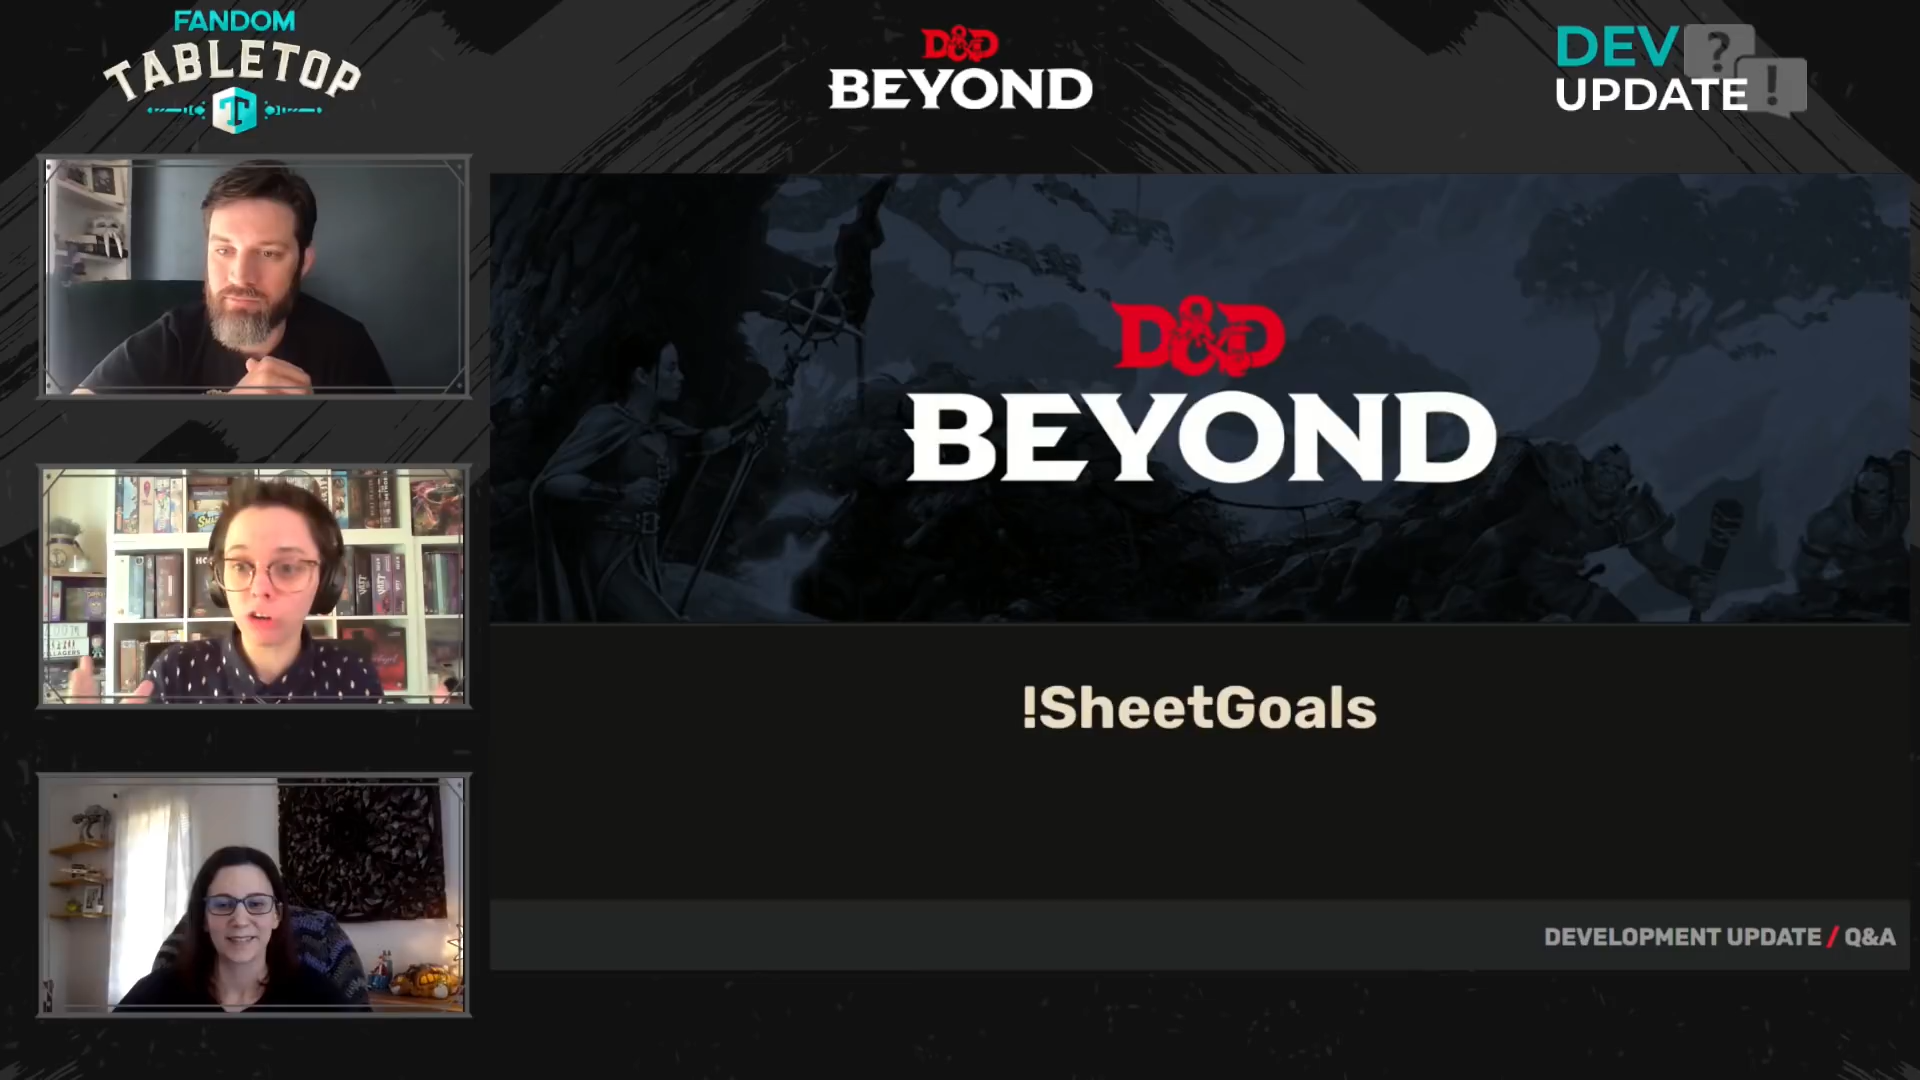 FANDOM
TABLETOP
T
D&D
BEYOND
DEV ?
UPDATE !
D&D
BEYOND
!SheetGoals
DEVELOPMENT UPDATE / Q&A